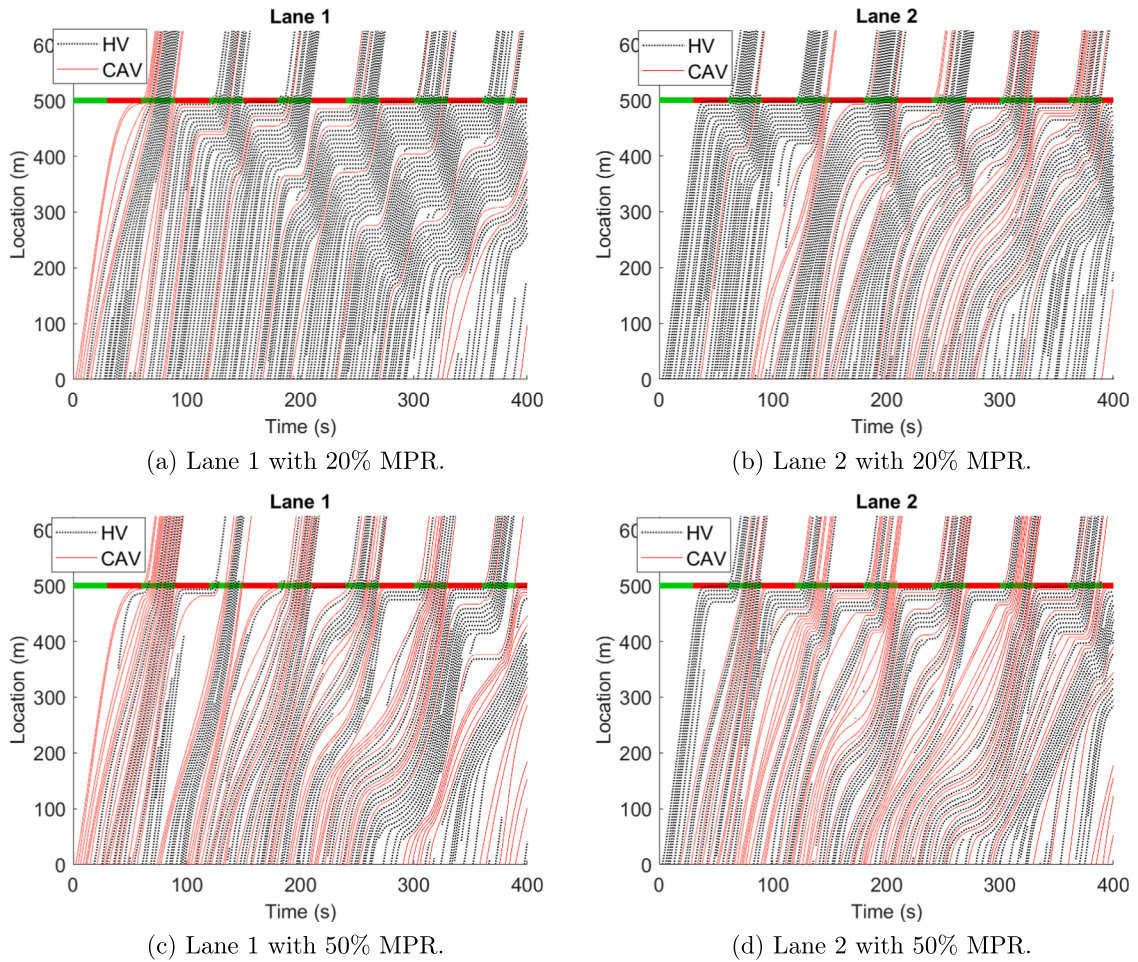 Lane 1
60
HV
CAV
500
400
300
200
100
0
0 100 200 300 400
Location (m)
Time (s)
(a) Lane 1 with 20% MPR.
Lane 2
60
HV
CAV
500
400
300
200
100
0
0 100 200 300 400
Location (m)
Time (s)
(b) Lane 2 with 20% MPR.
Lane 1
60
HV
CAV
500
400
300
200
100
0
0 100 200 300 400
Location (m)
Time (s)
(c) Lane 1 with 50% MPR.
Lane 2
60
HV
CAV
500
400
300
200
100
0
0 100 200 300 400
Location (m)
Time (s)
(d) Lane 2 with 50% MPR.